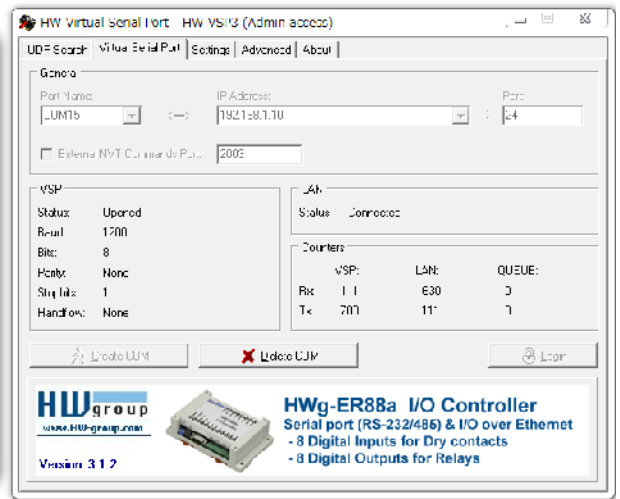 HW Virtual Serial Port - HW VSP3 (Admin access)
UDP Search Virtual Serial Port Settings Advanced About
General
Port Name: IP Address: Port:
COM15 <=> 192.168.1.10 : 24
External NVT Commands Port: 2003
VSP LAN
Status: Opened Status: Connected
Baud: 1200
Bits: 8 Counters
Parity: None VSP: LAN: QUEUE:
Stop bits: 1 Rx: 630 0
Handflow: None Tx: 0
Create COM Delete COM Login
HWgroup
www.HW-group.com
Version 3.1.2
HWg-ER88a I/O Controller
Serial port (RS-232/485) & I/O over Ethernet
- 8 Digital Inputs for Dry contacts
- 8 Digital Outputs for Relays